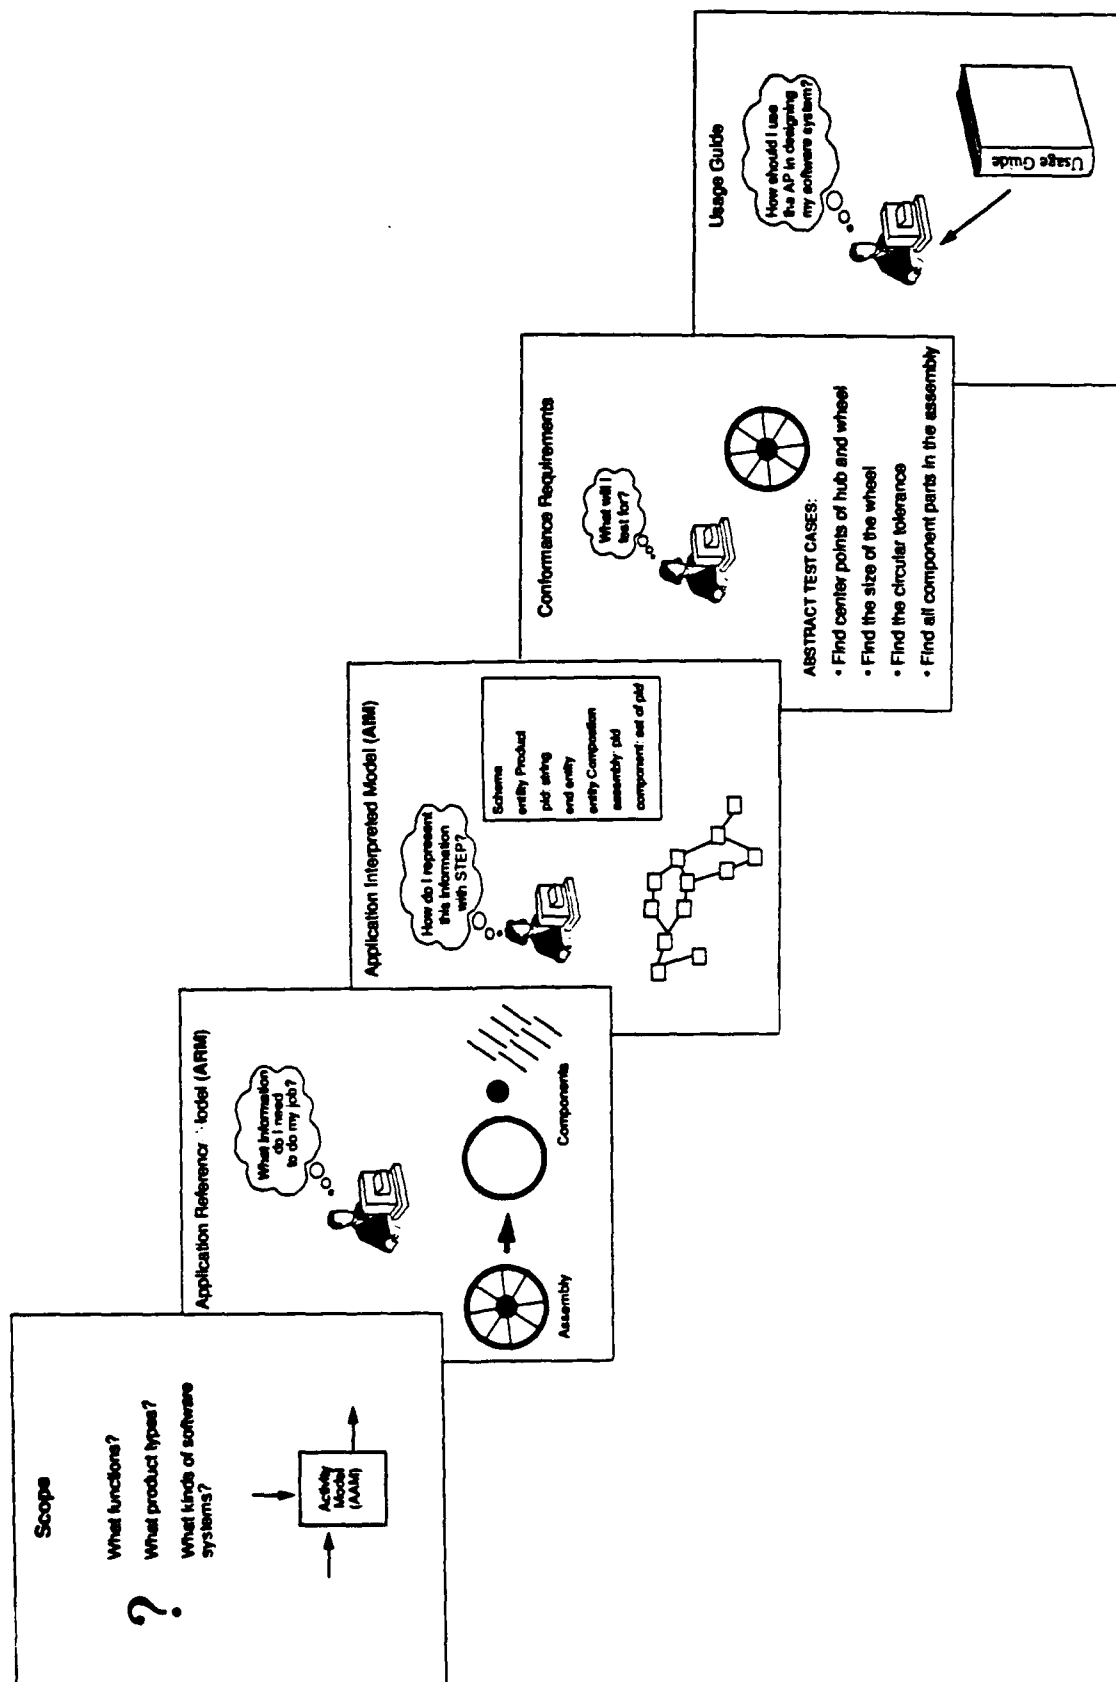 Scope
?
What functions?
What product types?
What kinds of software
systems?
Activity
Model
(AAM)
Application Referenc Model (ARM)
What information
do I need
to do my job?
Assembly
Components
Application Interpreted Model (AIM)
How do I represent
this information
with STEP?
Schema
entity Product
pid: string
end entity
entity Composition
assembly: pid
component: set of pid
Conformance Requirements
What will I
test for?
ABSTRACT TEST CASES:
• Find center points of hub and wheel
• Find the size of the wheel
• Find the circular tolerance
• Find all component parts in the assembly
Usage Guide
How should I use
the AP in designing
my software system?
Usage Guide